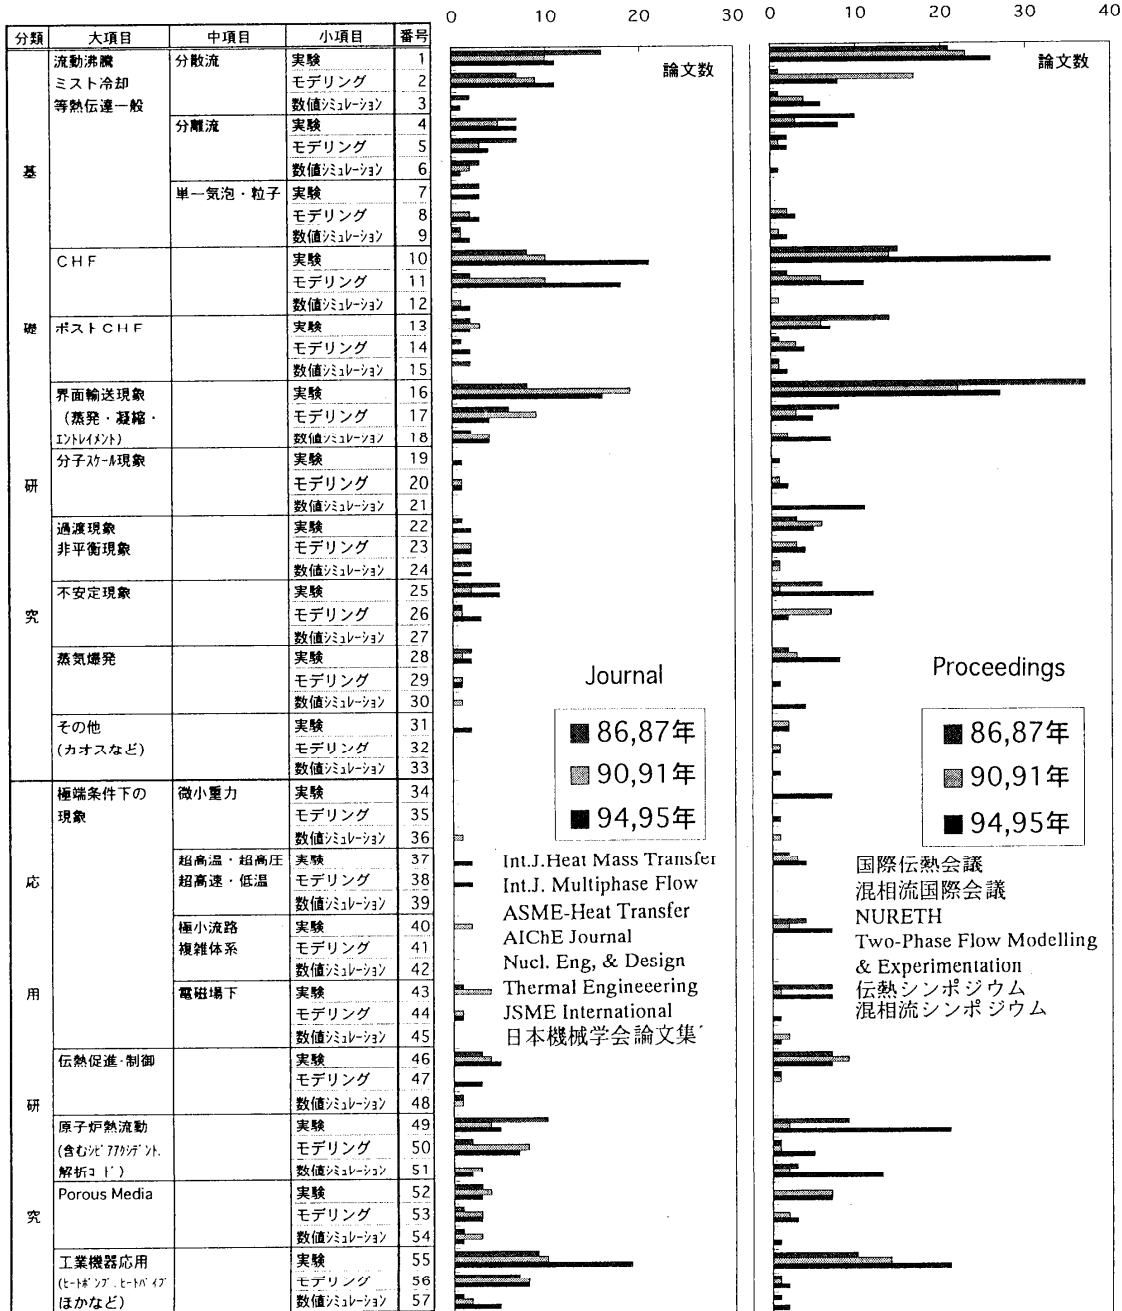 0 10 20 30
0 10 20 30 40
分類 大項目 中項目 小項目 番号
論文数
論文数
流動沸騰 分散流 実験 1
ミスト冷却 モデリング 2
等熱伝達一般 数値シミュレーション 3
分離流 実験 4
モデリング 5
基 数値シミュレーション 6
単一気泡・粒子 実験 7
モデリング 8
数値シミュレーション 9
CHF 実験 10
モデリング 11
数値シミュレーション 12
礎 ポストCHF 実験 13
モデリング 14
数値シミュレーション 15
界面輸送現象 実験 16
(蒸発・凝縮・ モデリング 17
エントレイメント) 数値シミュレーション 18
分子スケール現象 実験 19
研 モデリング 20
数値シミュレーション 21
過渡現象 実験 22
非平衡現象 モデリング 23
数値シミュレーション 24
不安定現象 実験 25
究 モデリング 26
数値シミュレーション 27
蒸気爆発 実験 28
モデリング 29
数値シミュレーション 30
その他 実験 31
(カオスなど) モデリング 32
数値シミュレーション 33
極端条件下の 微小重力 実験 34
現象 モデリング 35
数値シミュレーション 36
超高温・超高圧 実験 37
応 超高速・低温 モデリング 38
数値シミュレーション 39
極小流路 実験 40
複雑体系 モデリング 41
数値シミュレーション 42
用 電磁場下 実験 43
モデリング 44
数値シミュレーション 45
伝熱促進・制御 実験 46
モデリング 47
研 数値シミュレーション 48
原子炉熱流動 実験 49
(含むシビアアクシデント, モデリング 50
解析コード) 数値シミュレーション 51
Porous Media 実験 52
究 モデリング 53
数値シミュレーション 54
工業機器応用 実験 55
(ヒートポンプ, ヒートパイプ モデリング 56
ほかなど) 数値シミュレーション 57
Journal
86,87年
90,91年
94,95年
Int.J.Heat Mass Transfer
Int.J. Multiphase Flow
ASME-Heat Transfer
AIChE Journal
Nucl. Eng, & Design
Thermal Engineeering
JSME International
日本機械学会論文集
Proceedings
86,87年
90,91年
94,95年
国際伝熱会議
混相流国際会議
NURETH
Two-Phase Flow Modelling
& Experimentation
伝熱シンポジウム
混相流シンポジウム